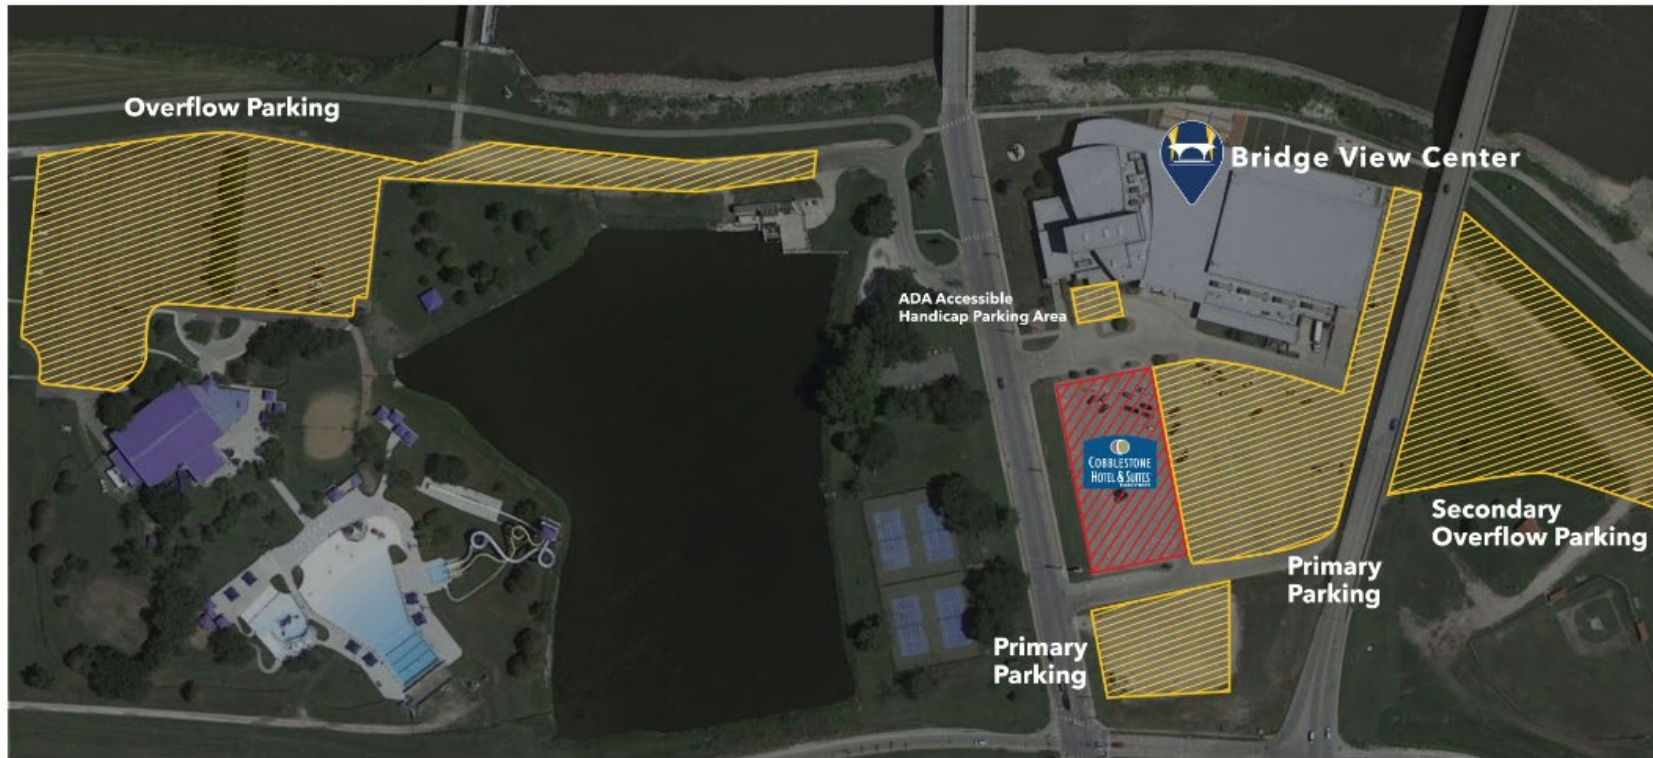 Overflow Parking
Bridge View Center
ADA Accessible
Handicap Parking Area
COBBLESTONE
HOTEL & SUITES
Secondary
Overflow Parking
Primary
Parking
Primary
Parking